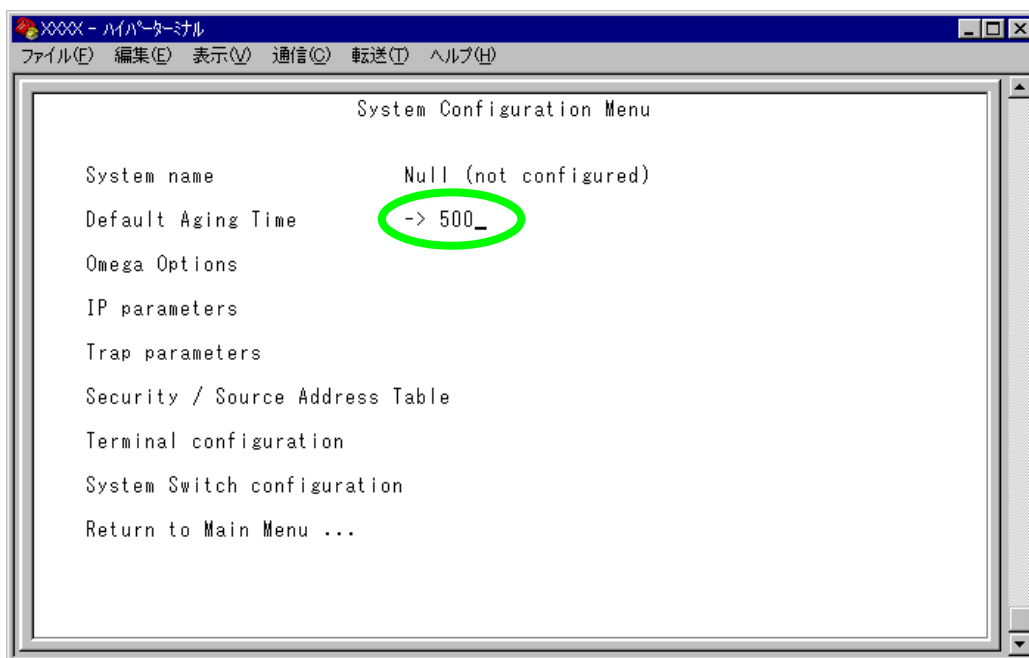 XXXX - ﾊｲﾊﾟｰﾀｰﾐﾅﾙ
ファイル(F) 編集(E) 表示(V) 通信(C) 転送(T) ヘルプ(H)
System Configuration Menu
System name Null (not configured)
Default Aging Time -> 500_
Omega Options
IP parameters
Trap parameters
Security / Source Address Table
Terminal configuration
System Switch configuration
Return to Main Menu ...